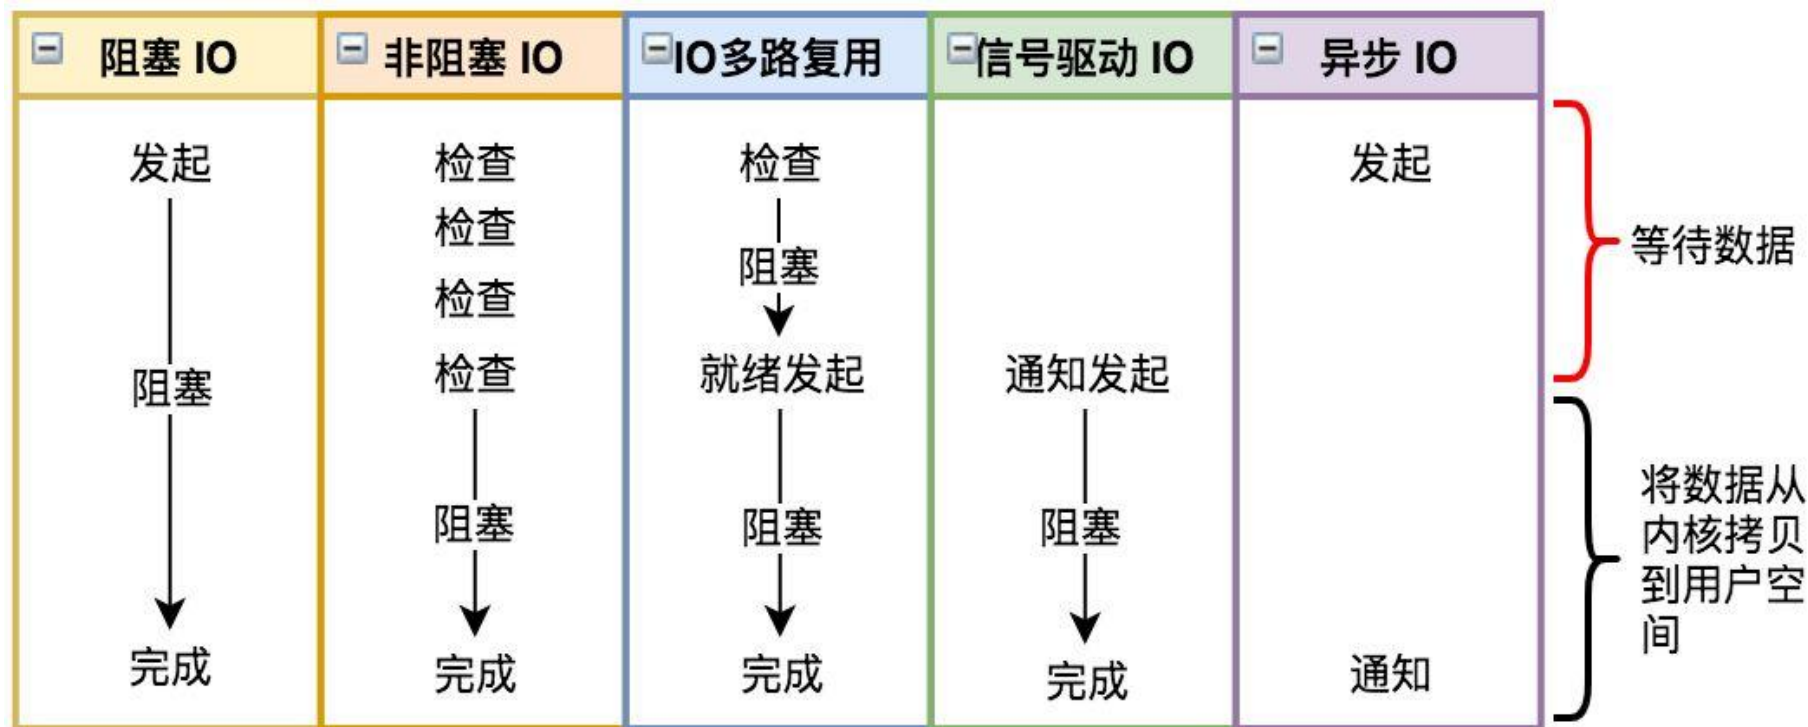 阻塞 IO
非阻塞 IO
IO多路复用
信号驱动 IO
异步 IO
发起
阻塞
完成
检查
检查
检查
检查
阻塞
完成
检查
阻塞
就绪发起
阻塞
完成
通知发起
阻塞
完成
发起
通知
等待数据
将数据从
内核拷贝
到用户空
间